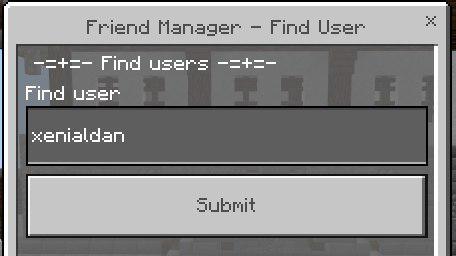 Friend Manager - Find User
x
-=+=- Find users -=+=-
Find user
xenialdan
Submit